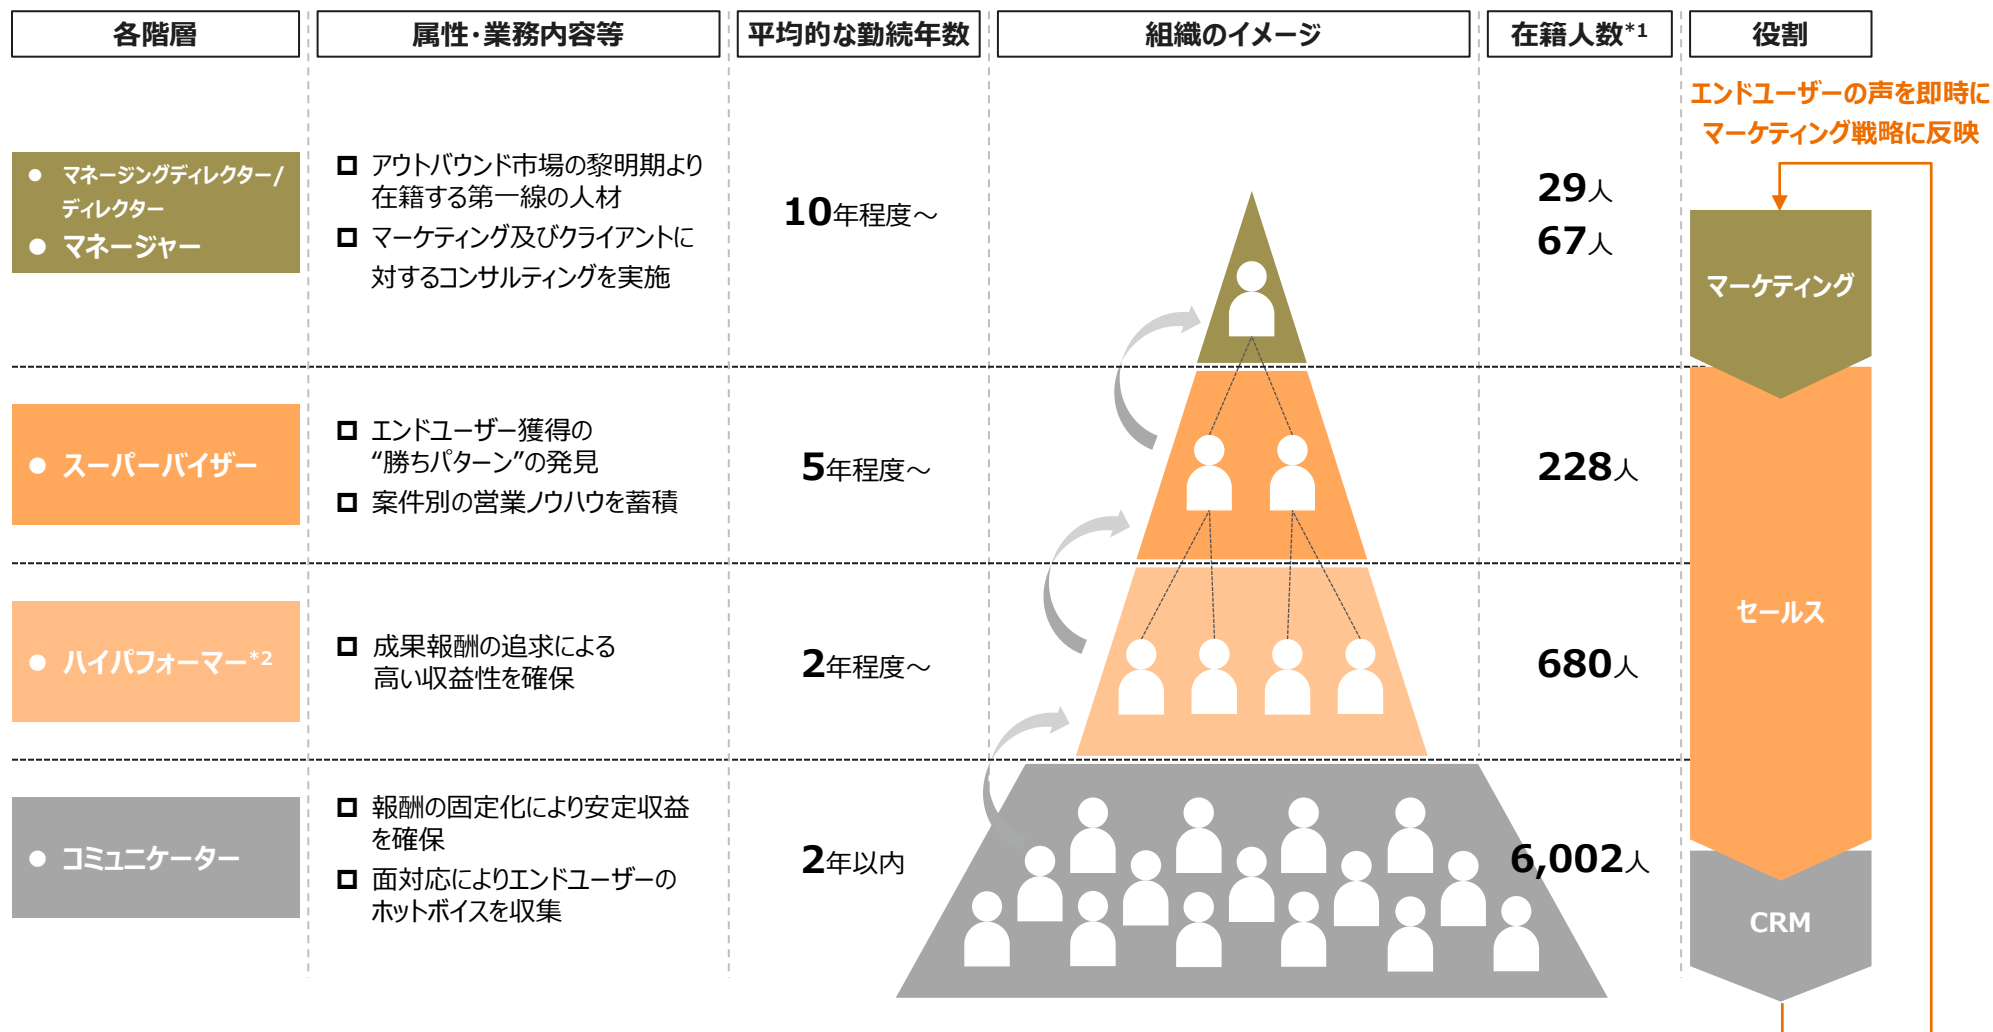 各階層
属性・業務内容等
平均的な勤続年数
組織のイメージ
在籍人数*1
役割
エンドユーザーの声を即時に
マーケティング戦略に反映
● マネージングディレクター/
ディレクター
● マネージャー
アウトバウンド市場の黎明期より
在籍する第一線の人材
マーケティング及びクライアントに
対するコンサルティングを実施
10年程度～
29人
67人
マーケティング
● スーパーバイザー
エンドユーザー獲得の
“勝ちパターン”の発見
案件別の営業ノウハウを蓄積
5年程度～
228人
セールス
● ハイパフォーマー*2
成果報酬の追求による
高い収益性を確保
2年程度～
680人
● コミュニケーター
報酬の固定化により安定収益
を確保
面対応によりエンドユーザーの
ホットボイスを収集
2年以内
6,002人
CRM